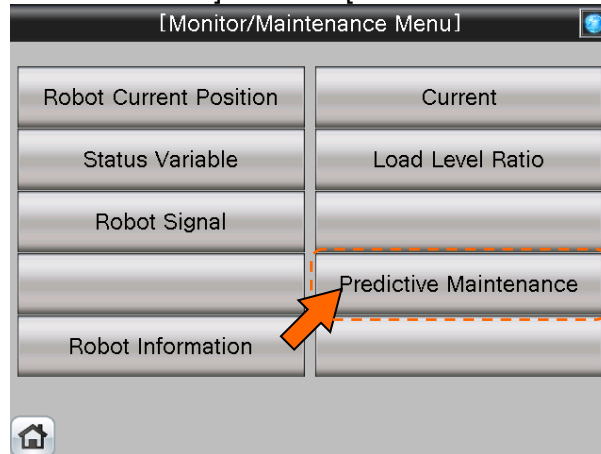 [Monitor/Maintenance Menu]
Robot Current Position
Current
Status Variable
Load Level Ratio
Robot Signal
Predictive Maintenance
Robot Information